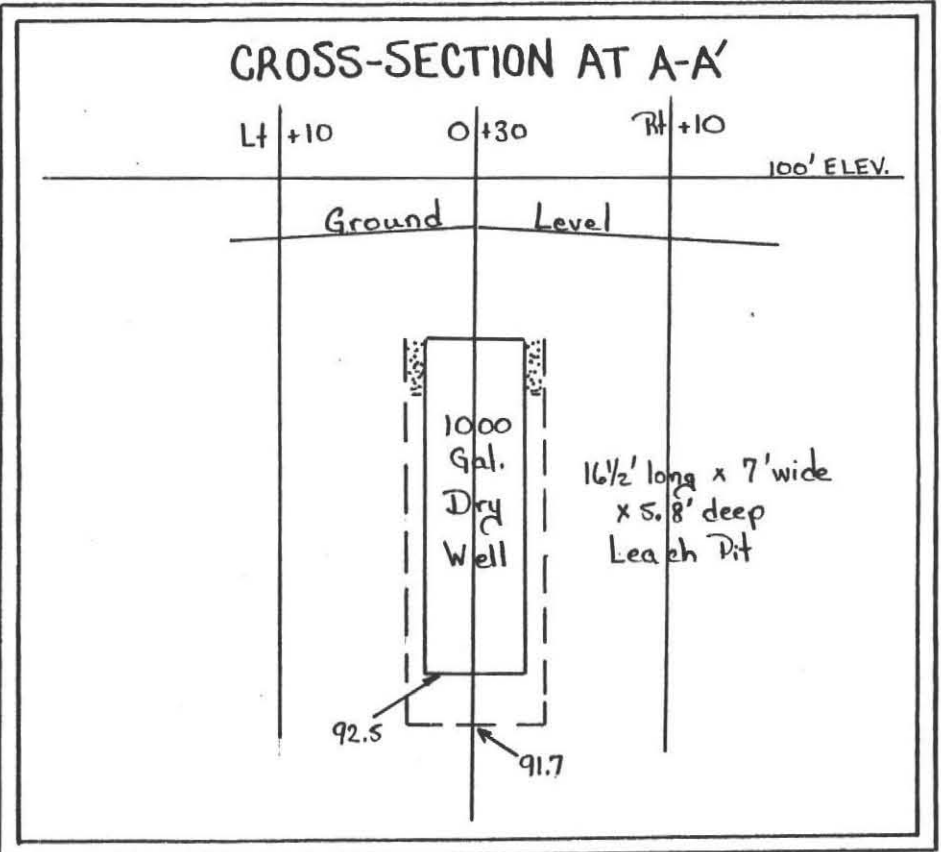 CROSS-SECTION AT A-A'
Lt +10 0+30 Rt +10
100' ELEV.
Ground Level
1000
Gal.
Dry
Well
16½' long x 7' wide
x 5.8' deep
Leach Pit
92.5
91.7